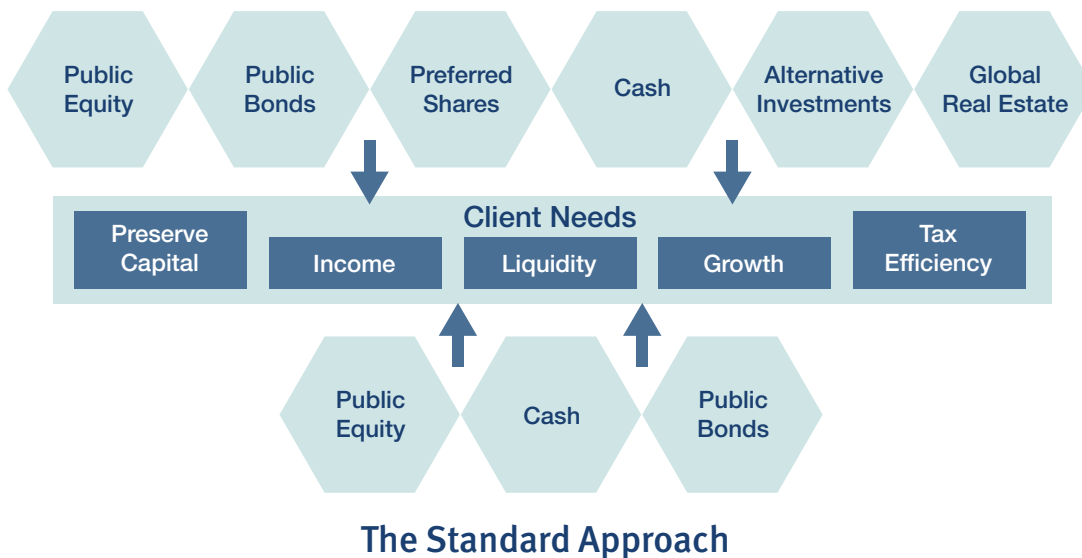 Public
Equity
Public
Bonds
Preferred
Shares
Cash
Alternative
Investments
Global
Real Estate
Client Needs
Preserve
Capital
Income
Liquidity
Growth
Tax
Efficiency
Public
Equity
Cash
Public
Bonds
The Standard Approach